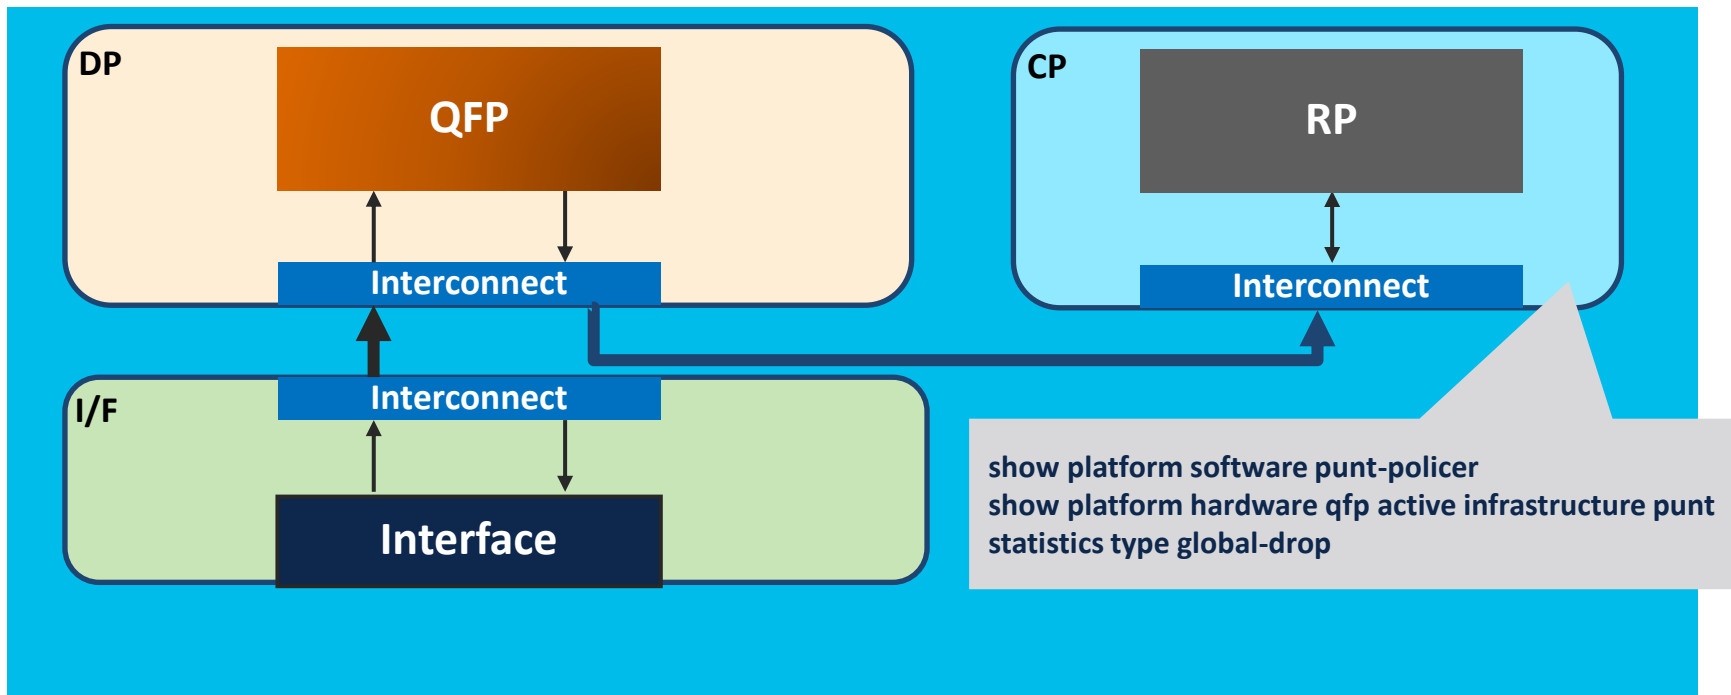 DP
QFP
Interconnect
CP
RP
Interconnect
I/F
Interconnect
Interface
show platform software punt-policer
show platform hardware qfp active infrastructure punt
statistics type global-drop